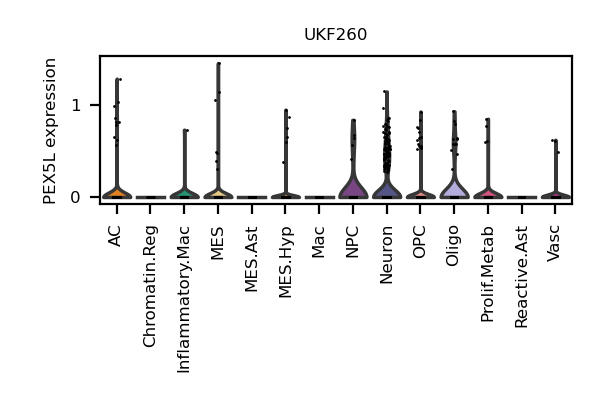 UKF260
PEX5L expression
1
0
AC
Chromatin.Reg
Inflammatory.Mac
MES
MES.Ast
MES.Hyp
Mac
NPC
Neuron
OPC
Oligo
Prolif.Metab
Reactive.Ast
Vasc